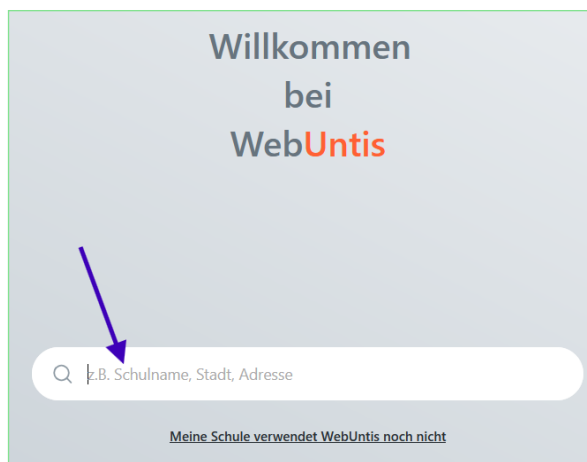 Willkommen
bei
WebUntis
z.B. Schulname, Stadt, Adresse
Meine Schule verwendet WebUntis noch nicht